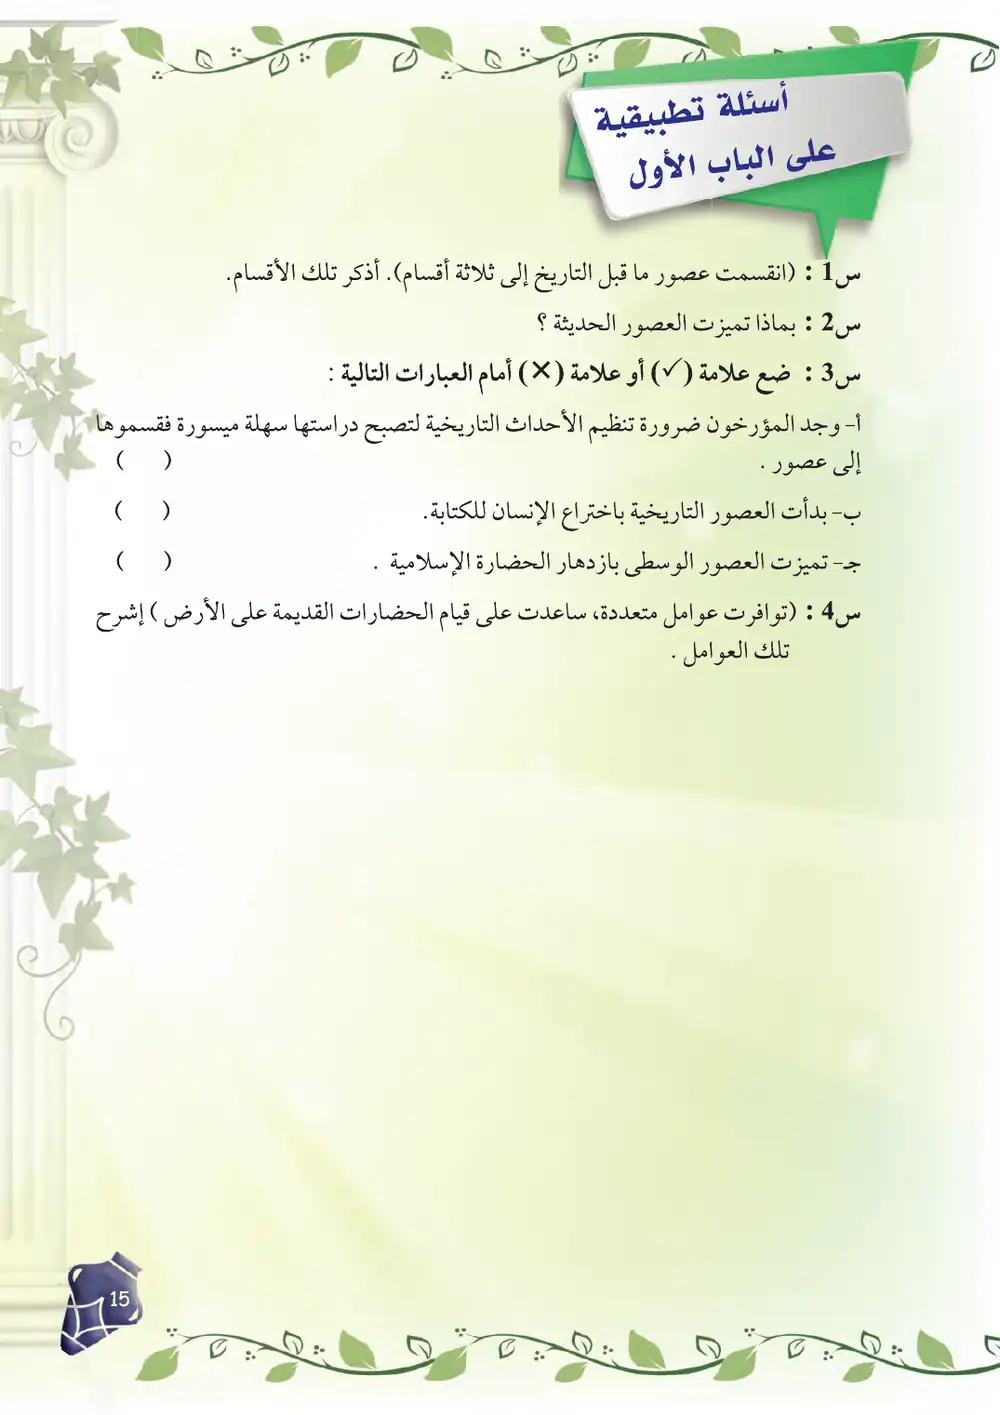 أسئلة تطبيقية
على الباب الأول
س1 : (انقسمت عصور ما قبل التاريخ إلى ثلاثة أقسام). أذكر تلك الأقسام.
س2 : بماذا تميزت العصور الحديثة ؟
س3 : ضع علامة (✓) أو علامة (✕) أمام العبارات التالية :
أ- وجد المؤرخون ضرورة تنظيم الأحداث التاريخية لتصبح دراستها سهلة ميسورة فقسموها
إلى عصور . ( )
ب- بدأت العصور التاريخية باختراع الإنسان للكتابة. ( )
جـ- تميزت العصور الوسطى بازدهار الحضارة الإسلامية . ( )
س4 : (توافرت عوامل متعددة، ساعدت على قيام الحضارات القديمة على الأرض ) إشرح
تلك العوامل .
15